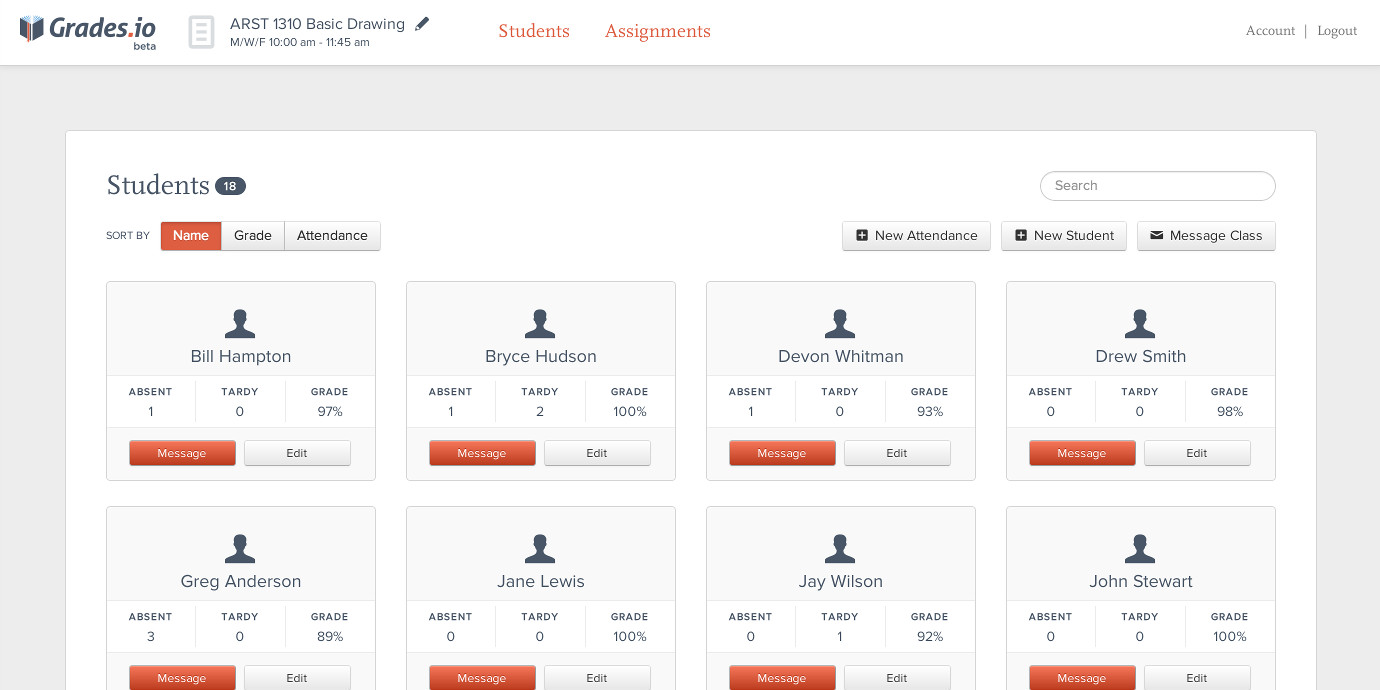 Grades.io
beta
ARST 1310 Basic Drawing
M/W/F 10:00 am - 11:45 am
Students Assignments
Account | Logout
Students 18
Search
SORT BY Name Grade Attendance
New Attendance New Student Message Class
Bill Hampton Bryce Hudson Devon Whitman Drew Smith
ABSENT TARDY GRADE ABSENT TARDY GRADE ABSENT TARDY GRADE ABSENT TARDY GRADE
1 0 97% 1 2 100% 1 0 93% 0 0 98%
Message Edit Message Edit Message Edit Message Edit
Greg Anderson Jane Lewis Jay Wilson John Stewart
ABSENT TARDY GRADE ABSENT TARDY GRADE ABSENT TARDY GRADE ABSENT TARDY GRADE
3 0 89% 0 0 100% 0 1 92% 0 0 100%
Message Edit Message Edit Message Edit Message Edit